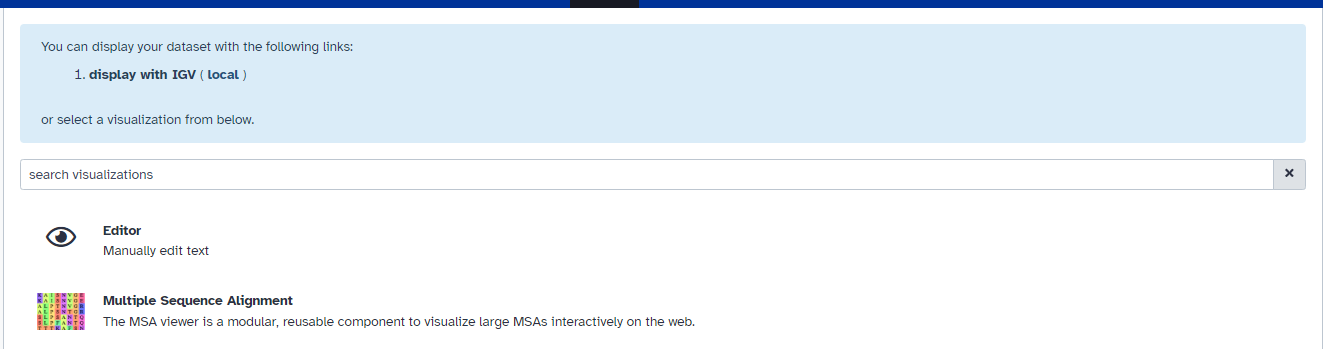 You can display your dataset with the following links:
1. display with IGV ( local )
or select a visualization from below.
search visualizations
×
Editor
Manually edit text
Multiple Sequence Alignment
The MSA viewer is a modular, reusable component to visualize large MSAs interactively on the web.